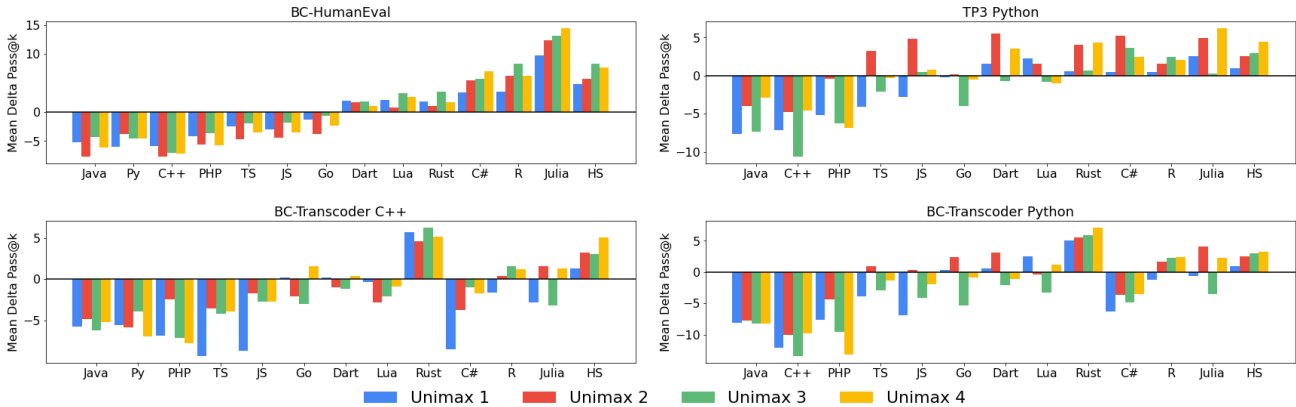 BC-HumanEval
Mean Delta Pass@k
15
10
0
−5
Java Py C++ PHP TS JS Go Dart Lua Rust C# R Julia HS
TP3 Python
Mean Delta Pass@k
5
0
−5
−10
Java C++ PHP TS JS Go Dart Lua Rust C# R Julia HS
BC-Transcoder C++
Mean Delta Pass@k
5
0
−5
Java Py PHP TS JS Go Dart Lua Rust C# R Julia HS
BC-Transcoder Python
Mean Delta Pass@k
5
0
−5
−10
Java C++ PHP TS JS Go Dart Lua Rust C# R Julia HS
Unimax 1 Unimax 2 Unimax 3 Unimax 4